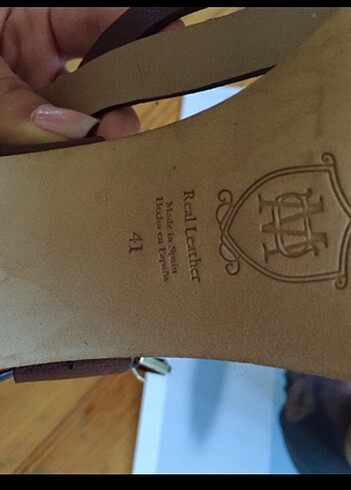 Real Leather
Made in Spain
Hecho en España
41